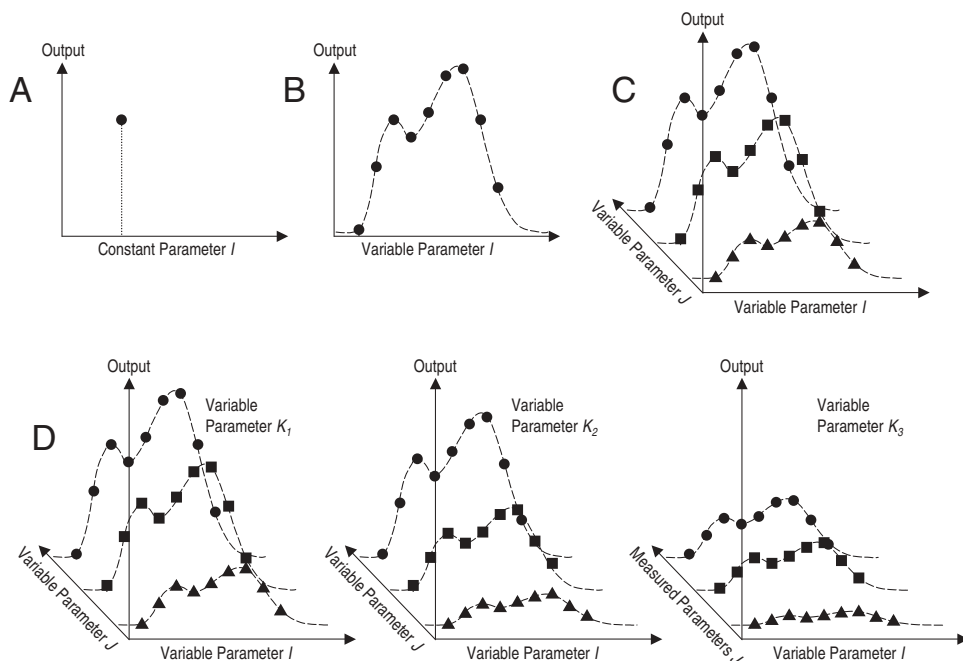 A
Output
Constant Parameter I
B
Output
Variable Parameter I
C
Output
Variable Parameter J
Variable Parameter I
D
Output
Variable
Parameter K1
Variable Parameter J
Variable Parameter I
Output
Variable
Parameter K2
Variable Parameter J
Variable Parameter I
Output
Variable
Parameter K3
Measured Parameters J
Variable Parameter I